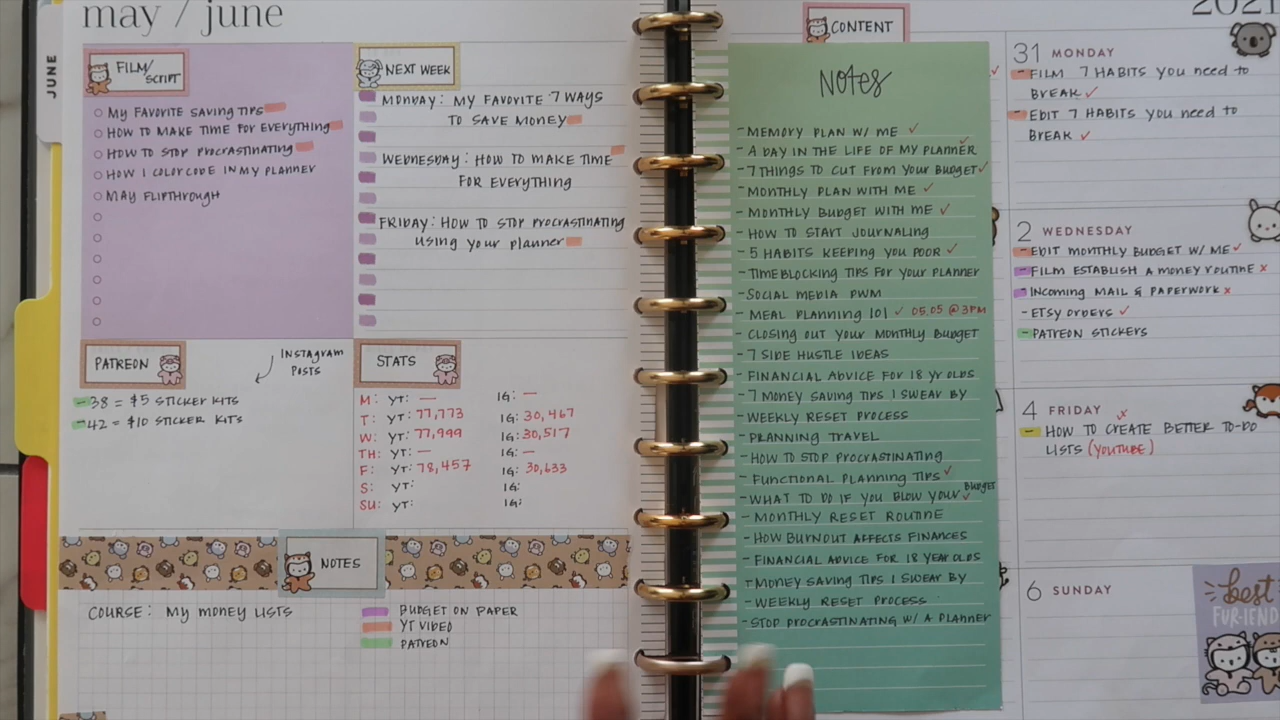 may / june
JUNE
FILM/
SCRIPT
MY FAVORITE SAVING TIPS
HOW TO MAKE TIME FOR EVERYTHING
HOW TO STOP PROCRASTINATING
HOW I COLOR CODE IN MY PLANNER
MAY FLIPTHROUGH
NEXT WEEK
MONDAY: MY FAVORITE 7 WAYS
TO SAVE MONEY
WEDNESDAY: HOW TO MAKE TIME
FOR EVERYTHING
FRIDAY: HOW TO STOP PROCRASTINATING
USING YOUR PLANNER
PATREON
INSTAGRAM
POSTS
-38 = $5 STICKER KITS
-42 = $10 STICKER KITS
STATS
M: YT: — IG: —
T: YT: 77,773 IG: 30,467
W: YT: 77,999 IG: 30,517
TH: YT: — IG: —
F: YT: 78,457 IG: 30,633
S: YT: IG:
SU: YT: IG:
NOTES
COURSE: MY MONEY LISTS
BUDGET ON PAPER
YT VIDEO
PATREON
CONTENT
Notes
-MEMORY PLAN W/ ME ✓
-A DAY IN THE LIFE OF MY PLANNER ✓
-7 THINGS TO CUT FROM YOUR BUDGET ✓
-MONTHLY PLAN WITH ME ✓
-MONTHLY BUDGET WITH ME ✓
-HOW TO START JOURNALING
-5 HABITS KEEPING YOU POOR ✓
-TIMEBLOCKING TIPS FOR YOUR PLANNER
-SOCIAL MEDIA PWM
-MEAL PLANNING 101 ✓ 05.05 @ 3PM
-CLOSING OUT YOUR MONTHLY BUDGET
-7 SIDE HUSTLE IDEAS
-FINANCIAL ADVICE FOR 18 YR OLDS
-7 MONEY SAVING TIPS I SWEAR BY
-WEEKLY RESET PROCESS
-PLANNING TRAVEL
-HOW TO STOP PROCRASTINATING
-FUNCTIONAL PLANNING TIPS ✓
-WHAT TO DO IF YOU BLOW YOUR BUDGET ✓
-MONTHLY RESET ROUTINE
-HOW BURNOUT AFFECTS FINANCES
-FINANCIAL ADVICE FOR 18 YEAR OLDS
-MONEY SAVING TIPS I SWEAR BY
-WEEKLY RESET PROCESS
-STOP PROCRASTINATING W/ A PLANNER
2021
31 MONDAY
-FILM 7 HABITS YOU NEED TO
BREAK ✓
-EDIT 7 HABITS YOU NEED TO
BREAK ✓
2 WEDNESDAY
-EDIT MONTHLY BUDGET W/ ME ✓
-FILM ESTABLISH A MONEY ROUTINE x
-INCOMING MAIL & PAPERWORK x
-ETSY ORDERS ✓
-PATREON STICKERS
4 FRIDAY x
-HOW TO CREATE BETTER TO-DO
LISTS (YOUTUBE)
6 SUNDAY
best
FUR-IEND